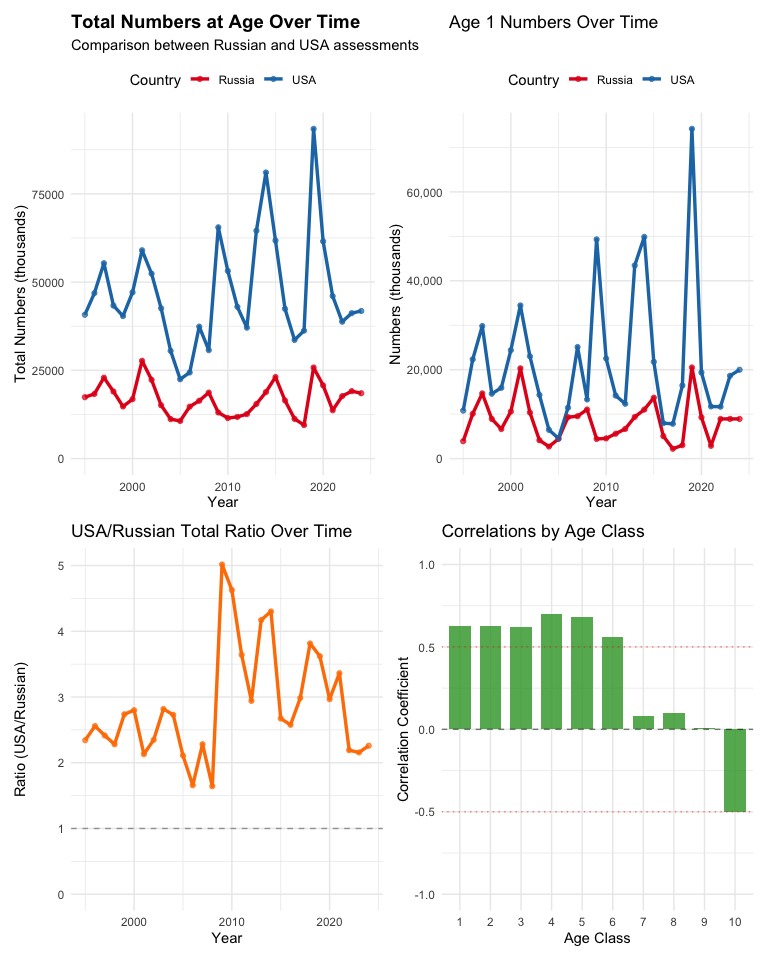 Total Numbers at Age Over Time
Comparison between Russian and USA assessments
Country Russia USA
Total Numbers (thousands)
75000
50000
25000
0
2000 2010 2020
Year
Age 1 Numbers Over Time
Country Russia USA
Numbers (thousands)
60,000
40,000
20,000
0
2000 2010 2020
Year
USA/Russian Total Ratio Over Time
Ratio (USA/Russian)
5
4
3
2
1
0
2000 2010 2020
Year
Correlations by Age Class
Correlation Coefficient
1.0
0.5
0.0
-0.5
-1.0
1 2 3 4 5 6 7 8 9 10
Age Class